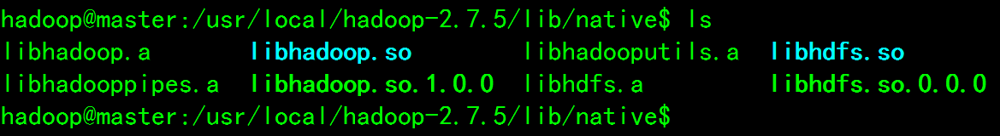 hadoop@master:/usr/local/hadoop-2.7.5/lib/native$ ls
libhadoop.a libhadoop.so libhadooputils.a libhdfs.so
libhadooppipes.a libhadoop.so.1.0.0 libhdfs.a libhdfs.so.0.0.0
hadoop@master:/usr/local/hadoop-2.7.5/lib/native$